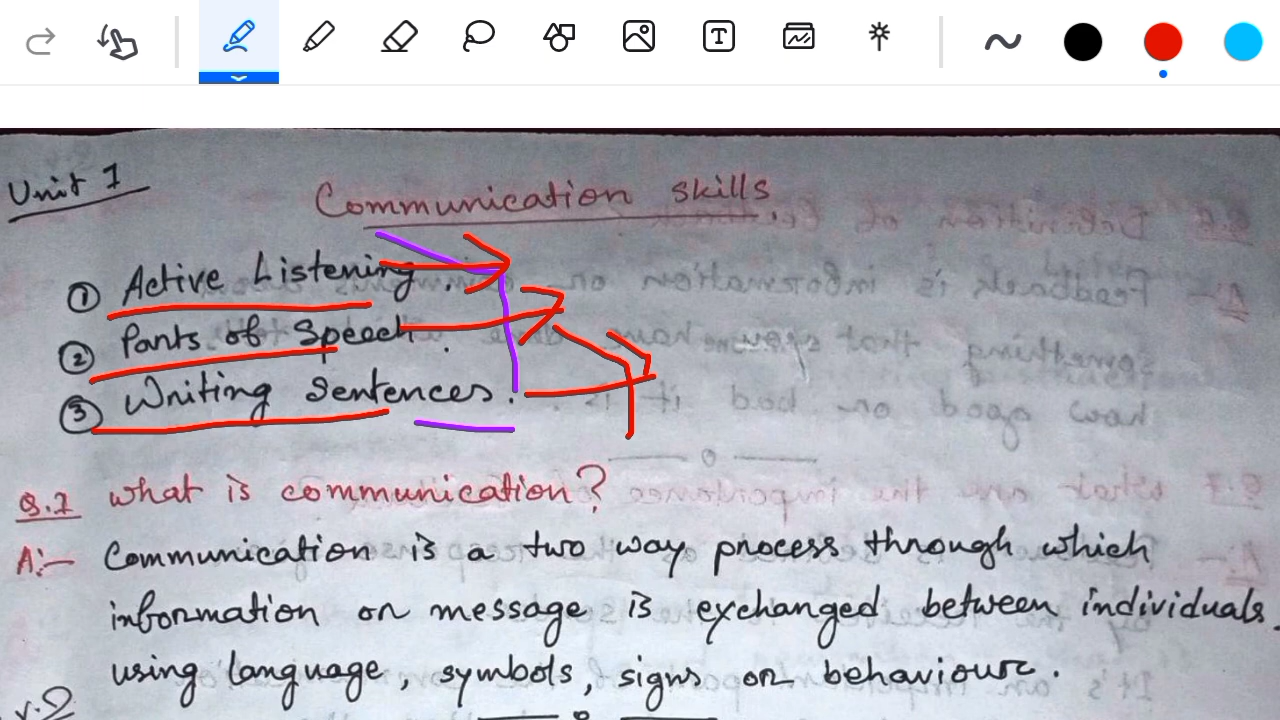 Unit 1
Communication skills.
① Active Listening.
② Parts of Speech.
③ Writing Sentences.
Q.1 What is communication?
A:- Communication is a two way process through which
information or message is exchanged between individuals
using language, symbols, signs or behaviour.